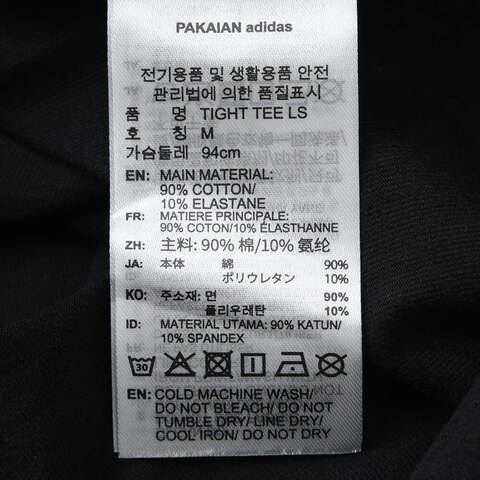 PAKAIAN adidas
전기용품 및 생활용품 안전
관리법에 의한 품질표시
품 명 TIGHT TEE LS
호 칭 M
가슴둘레 94cm
EN: MAIN MATERIAL:
90% COTTON/
10% ELASTANE
FR: MATIERE PRINCIPALE:
90% COTON/10% ÉLASTHANNE
ZH: 主料: 90% 棉/10% 氨纶
JA: 本体 綿 90%
ポリウレタン 10%
KO: 주소재: 면 90%
폴리우레탄 10%
ID: MATERIAL UTAMA: 90% KATUN/
10% SPANDEX
30
EN: COLD MACHINE WASH/
DO NOT BLEACH/ DO NOT
TUMBLE DRY/ LINE DRY/
COOL IRON/ DO NOT DRY